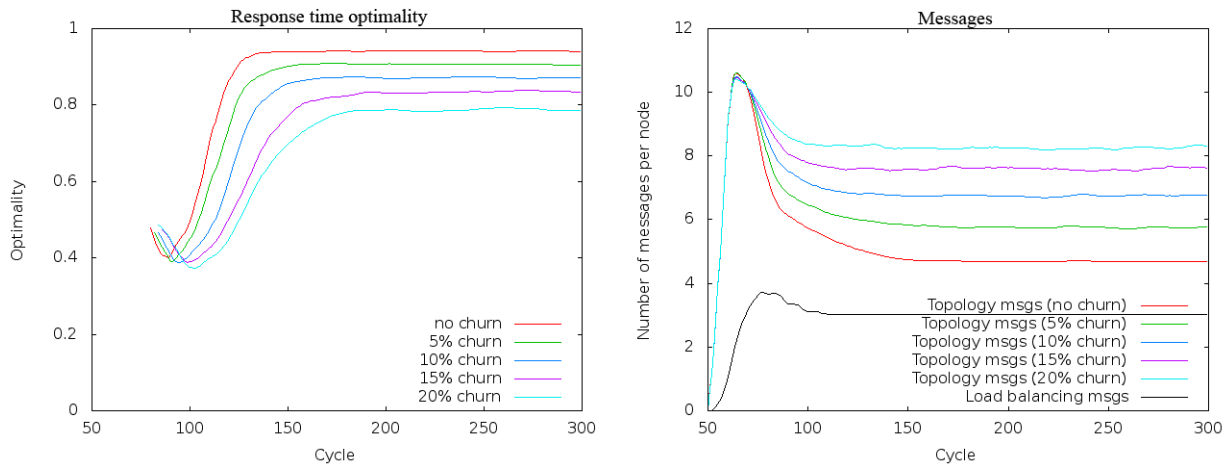 Response time optimality
1
0.8
0.6
0.4
0.2
0
Optimality
no churn
5% churn
10% churn
15% churn
20% churn
50 100 150 200 250 300
Cycle
Messages
12
10
8
6
4
2
0
Number of messages per node
Topology msgs (no churn)
Topology msgs (5% churn)
Topology msgs (10% churn)
Topology msgs (15% churn)
Topology msgs (20% churn)
Load balancing msgs
50 100 150 200 250 300
Cycle